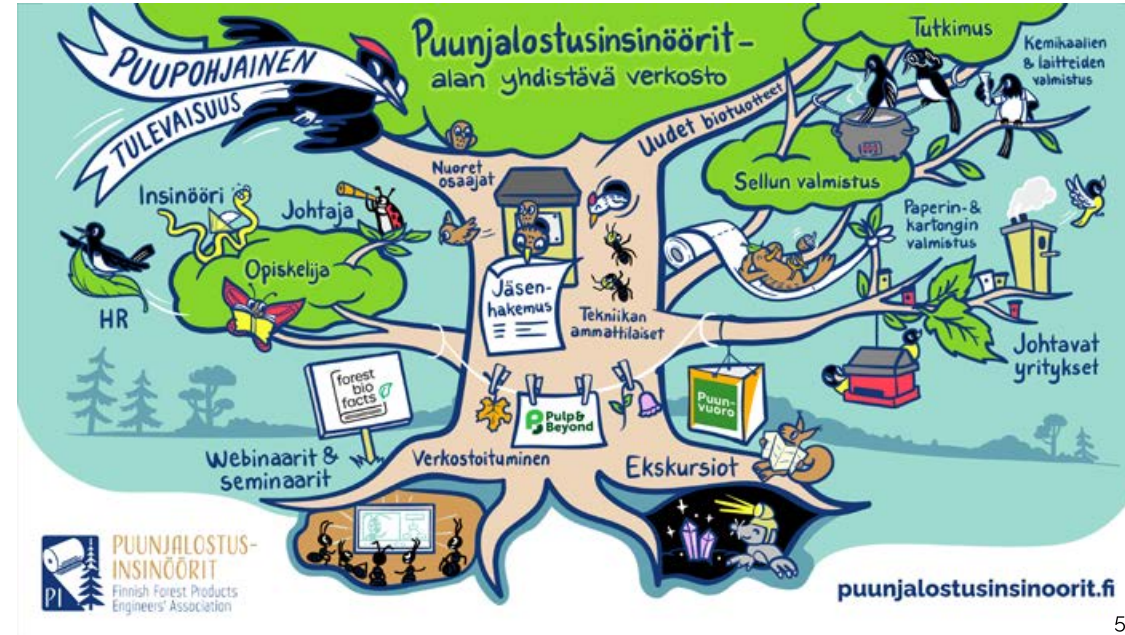 PUUPOHJAINEN
TULEVAISUUS
Puunjalostusinsinöörit-
alan yhdistävä verkosto
Tutkimus
Kemikaalien
& laitteiden
valmistus
Uudet biotuotteet
Nuoret
osaajat
Sellun valmistus
Insinööri
Johtaja
Opiskelija
HR
Paperin- &
kartongin
valmistus
Jäsen-
hakemus
Tekniikan
ammattilaiset
Johtavat
yritykset
forest
bio
facts
Pulp&
Beyond
Puun-
vuoro
Webinaarit &
seminaarit
Verkostoituminen
Ekskursiot
PI
PUUNJALOSTUS-
INSINÖÖRIT
Finnish Forest Products
Engineers' Association
puunjalostusinsinoorit.fi
5